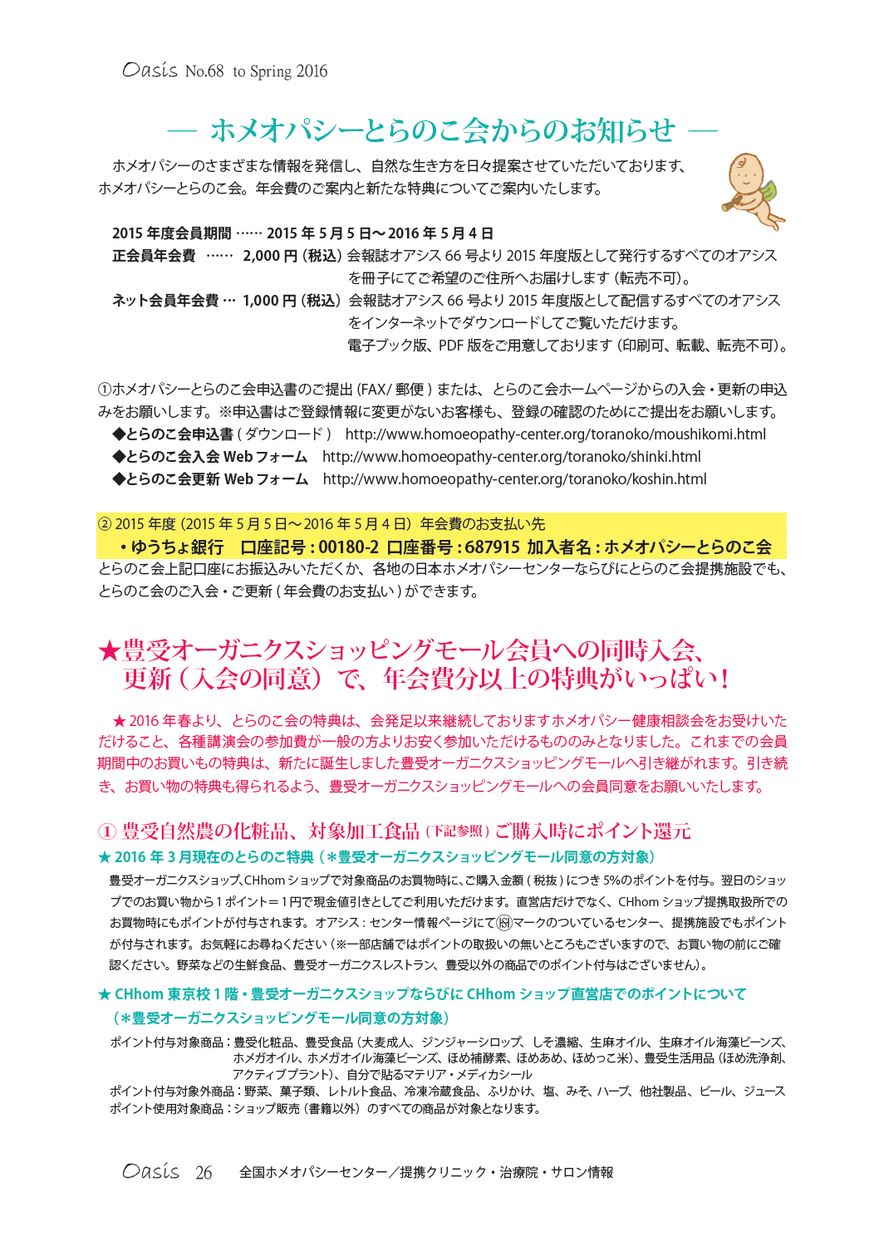 Oasis No.68 to Spring 2016
― ホメオパシーとらのこ会からのお知らせ ―
ホメオパシーのさまざまな情報を発信し、自然な生き方を日々提案させていただいております、
ホメオパシーとらのこ会。年会費のご案内と新たな特典についてご案内いたします。
2015 年度会員期間 …… 2015 年 5 月 5 日～ 2016 年 5 月 4 日
正会員年会費 …… 2,000 円（税込）会報誌オアシス 66 号より 2015 年度版として発行するすべてのオアシス
を冊子にてご希望のご住所へお届けします（転売不可）。
ネット会員年会費 … 1,000 円（税込） 会報誌オアシス 66 号より 2015 年度版として配信するすべてのオアシス
をインターネットでダウンロードしてご覧いただけます。
電子ブック版、PDF 版をご用意しております（印刷可、転載、転売不可）。
①ホメオパシーとらのこ会申込書のご提出（FAX/ 郵便 ) または、とらのこ会ホームページからの入会・更新の申込
みをお願いします。※申込書はご登録情報に変更がないお客様も、登録の確認のためにご提出をお願いします。
◆とらのこ会申込書 ( ダウンロード ) http://www.homoeopathy-center.org/toranoko/moushikomi.html
◆とらのこ会入会 Web フォーム http://www.homoeopathy-center.org/toranoko/shinki.html
◆とらのこ会更新 Web フォーム http://www.homoeopathy-center.org/toranoko/koshin.html
② 2015 年度（2015 年 5 月 5 日～ 2016 年 5 月 4 日）年会費のお支払い先
・ゆうちょ銀行 口座記号 : 00180-2 口座番号 : 687915 加入者名 : ホメオパシーとらのこ会
とらのこ会上記口座にお振込みいただくか、各地の日本ホメオパシーセンターならびにとらのこ会提携施設でも、
とらのこ会のご入会・ご更新 ( 年会費のお支払い ) ができます。
★豊受オーガニクスショッピングモール会員への同時入会、
更新（入会の同意）で、年会費分以上の特典がいっぱい！
★ 2016 年春より、とらのこ会の特典は、会発足以来継続しておりますホメオパシー健康相談会をお受けいた
だけること、各種講演会の参加費が一般の方よりお安く参加いただけるもののみとなりました。これまでの会員
期間中のお買いもの特典は、新たに誕生しました豊受オーガニクスショッピングモールへ引き継がれます。引き続
き、お買い物の特典も得られるよう、豊受オーガニクスショッピングモールへの会員同意をお願いいたします。
① 豊受自然農の化粧品、対象加工食品 ( 下記参照 ) ご購入時にポイント還元
★ 2016 年 3 月現在のとらのこ特典（＊豊受オーガニクスショッピングモール同意の方対象）
豊受オーガニクスショップ、CHhom ショップで対象商品のお買物時に、ご購入金額 ( 税抜 ) につき 5%のポイントを付与。翌日のショッ
プでのお買い物から 1 ポイント＝ 1 円で現金値引きとしてご利用いただけます。直営店だけでなく、CHhom ショップ提携取扱所での
お買物時にもポイントが付与されます。オアシス : センター情報ページにてマークのついているセンター、提携施設でもポイント
が付与されます。お気軽にお尋ねください（※一部店舗ではポイントの取扱いの無いところもございますので、お買い物の前にご確
認ください。野菜などの生鮮食品、豊受オーガニクスレストラン、豊受以外の商品でのポイント付与はございません）。
★ CHhom 東京校 1 階・豊受オーガニクスショップならびに CHhom ショップ直営店でのポイントについて
（＊豊受オーガニクスショッピングモール同意の方対象）
ポイント付与対象商品：豊受化粧品、豊受食品（大麦成人、ジンジャーシロップ、しそ濃縮、生麻オイル、生麻オイル海藻ビーンズ、
ホメガオイル、ホメガオイル海藻ビーンズ、ほめ補酵素、ほめあめ、ほめっこ米）、豊受生活用品（ほめ洗浄剤、
アクティブプラント）、自分で貼るマテリア・メディカシール
ポイント付与対象外商品：野菜、菓子類、レトルト食品、冷凍冷蔵食品、ふりかけ、塩、みそ、ハーブ、他社製品、ビール、ジュース
ポイント使用対象商品：ショップ販売（書籍以外）のすべての商品が対象となります。
Oasis 26 全国ホメオパシーセンター／提携クリニック・治療院・サロン情報